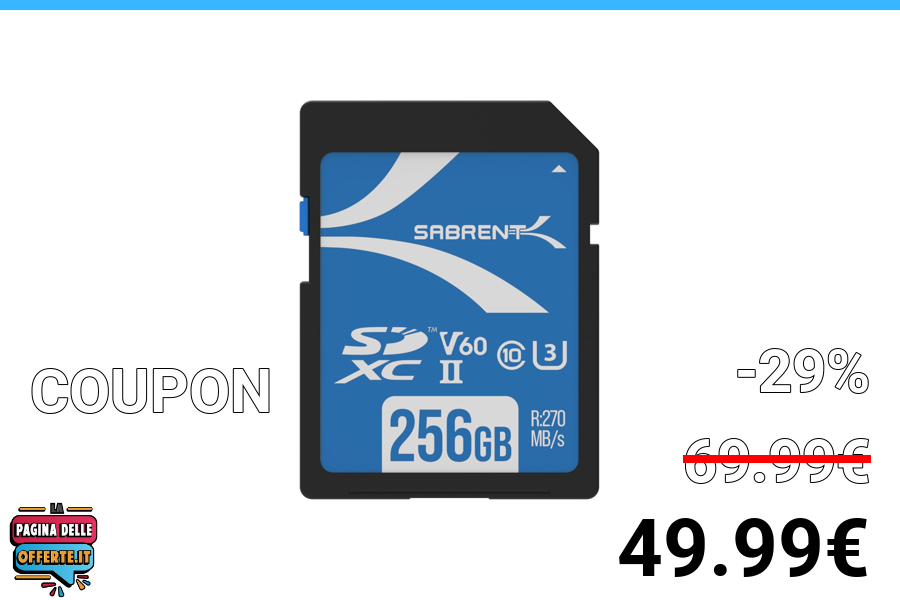 SABRENT
SD XC
™
V60
II
10
U3
256GB
R:270
MB/s
COUPON
-29%
69.99€
49.99€
LA
PAGINA DELLE
OFFERTE.IT